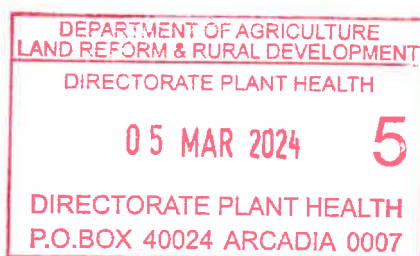 DEPARTMENT OF AGRICULTURE
LAND REFORM & RURAL DEVELOPMENT
DIRECTORATE PLANT HEALTH
05 MAR 2024 5
DIRECTORATE PLANT HEALTH
P.O.BOX 40024 ARCADIA 0007